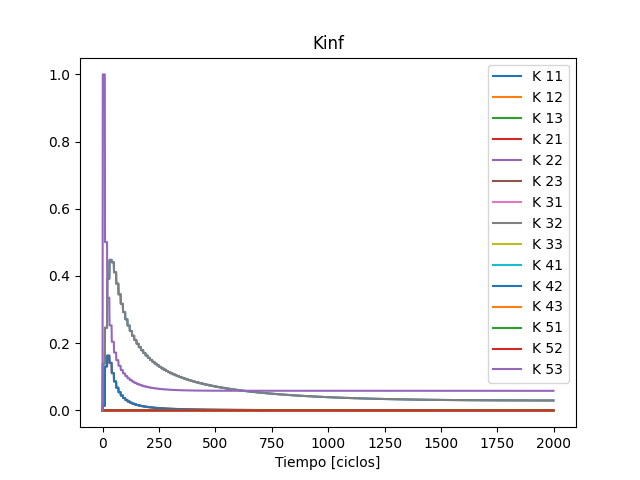 Kinf
1.0
0.8
0.6
0.4
0.2
0.0
K 11
K 12
K 13
K 21
K 22
K 23
K 31
K 32
K 33
K 41
K 42
K 43
K 51
K 52
K 53
0 250 500 750 1000 1250 1500 1750 2000
Tiempo [ciclos]